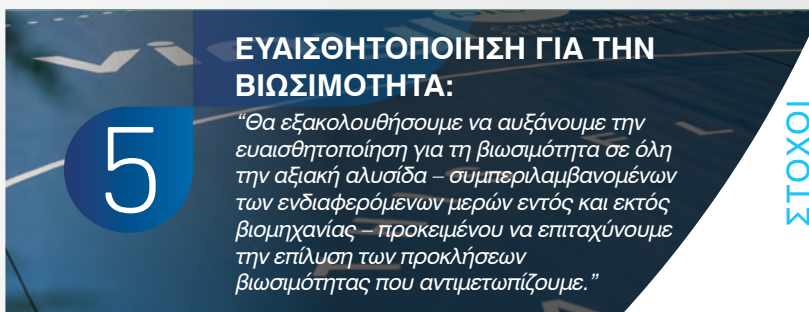 5
ΕΥΑΙΣΘΗΤΟΠΟΙΗΣΗ ΓΙΑ ΤΗΝ
ΒΙΩΣΙΜΟΤΗΤΑ:
“Θα εξακολουθήσουμε να αυξάνουμε την
ευαισθητοποίηση για τη βιωσιμότητα σε όλη
την αξιακή αλυσίδα – συμπεριλαμβανομένων
των ενδιαφερόμενων μερών εντός και εκτός
βιομηχανίας – προκειμένου να επιταχύνουμε
την επίλυση των προκλήσεων
βιωσιμότητας που αντιμετωπίζουμε.”
ΣΤΟΧΟΙ